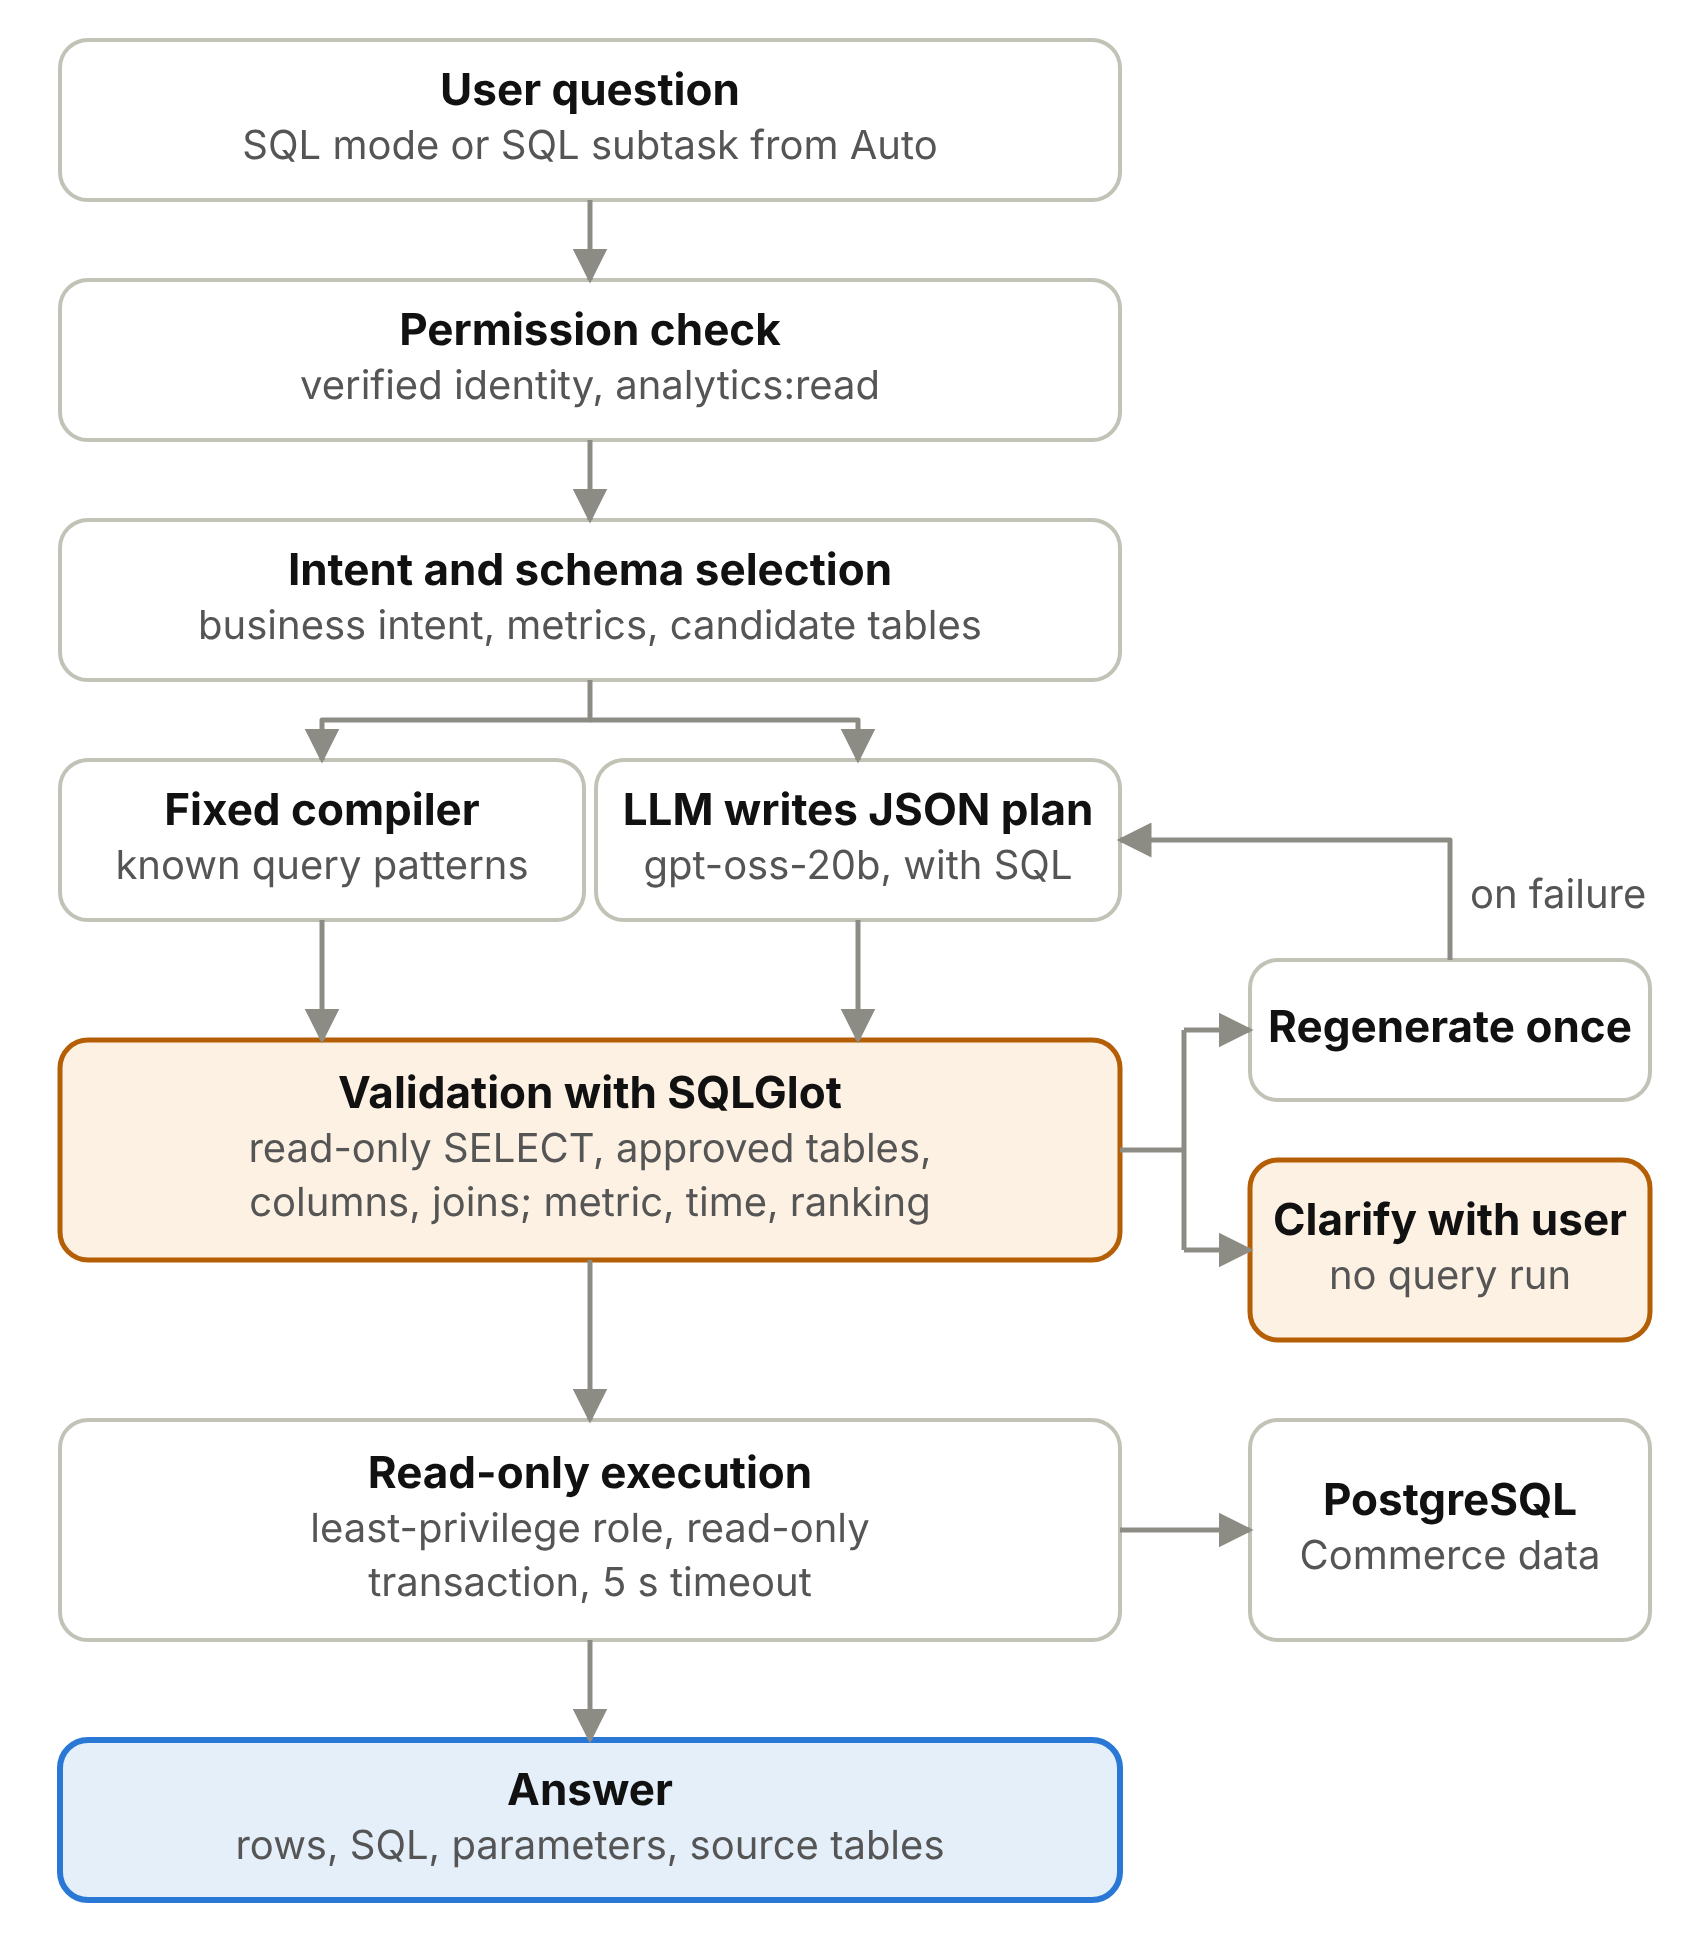 User question
SQL mode or SQL subtask from Auto
Permission check
verified identity, analytics:read
Intent and schema selection
business intent, metrics, candidate tables
Fixed compiler
known query patterns
LLM writes JSON plan
gpt-oss-20b, with SQL
on failure
Regenerate once
Validation with SQLGlot
read-only SELECT, approved tables,
columns, joins; metric, time, ranking
Clarify with user
no query run
Read-only execution
least-privilege role, read-only
transaction, 5 s timeout
PostgreSQL
Commerce data
Answer
rows, SQL, parameters, source tables